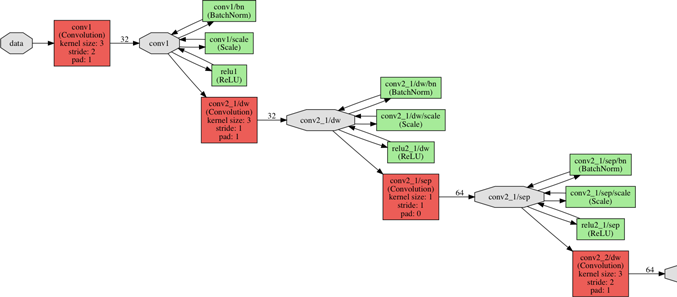 data
conv1
(Convolution)
kernel size: 3
stride: 2
pad: 1
32
conv1
conv1/bn
(BatchNorm)
conv1/scale
(Scale)
relu1
(ReLU)
conv2_1/dw
(Convolution)
kernel size: 3
stride: 1
pad: 1
32
conv2_1/dw
conv2_1/dw/bn
(BatchNorm)
conv2_1/dw/scale
(Scale)
relu2_1/dw
(ReLU)
conv2_1/sep
(Convolution)
kernel size: 1
stride: 1
pad: 0
64
conv2_1/sep
conv2_1/sep/bn
(BatchNorm)
conv2_1/sep/scale
(Scale)
relu2_1/sep
(ReLU)
conv2_2/dw
(Convolution)
kernel size: 3
stride: 2
pad: 1
64